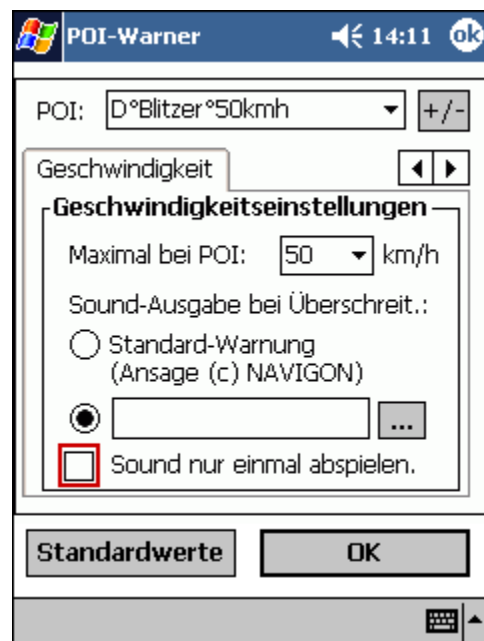 POI-Warner 14:11 ok
POI: D°Blitzer°50kmh +/-
Geschwindigkeit
Geschwindigkeitseinstellungen
Maximal bei POI: 50 km/h
Sound-Ausgabe bei Überschreit.:
Standard-Warnung
(Ansage (c) NAVIGON)
...
Sound nur einmal abspielen.
Standardwerte OK